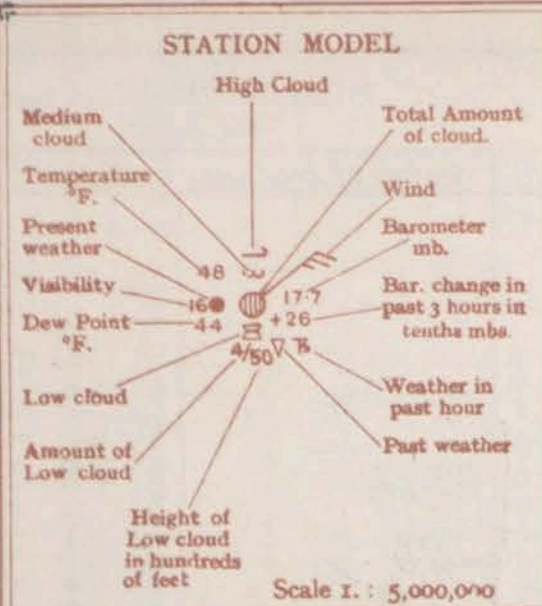 STATION MODEL
High Cloud
Medium
cloud
Total Amount
of cloud.
Temperature
°F.
Wind
Present
weather
Barometer
mb.
48
3
Visibility
16
17.7
Bar. change in
past 3 hours in
tenths mbs.
Dew Point
°F.
44
+26
4/50
Low cloud
Weather in
past hour
Amount of
Low cloud
Past weather
Height of
Low cloud
in hundreds
of feet
Scale 1. : 5,000,000